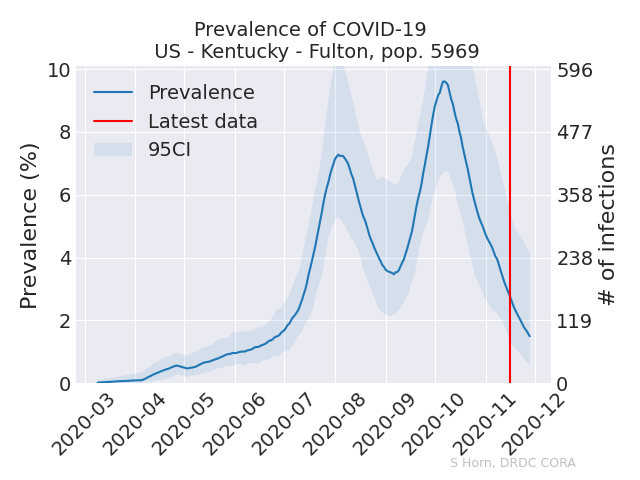 Prevalence of COVID-19
US - Kentucky - Fulton, pop. 5969
Prevalence
Latest data
95CI
Prevalence (%)
10
8
6
4
2
0
# of infections
596
477
358
238
119
0
2020-03
2020-04
2020-05
2020-06
2020-07
2020-08
2020-09
2020-10
2020-11
2020-12
S Horn, DRDC CORA